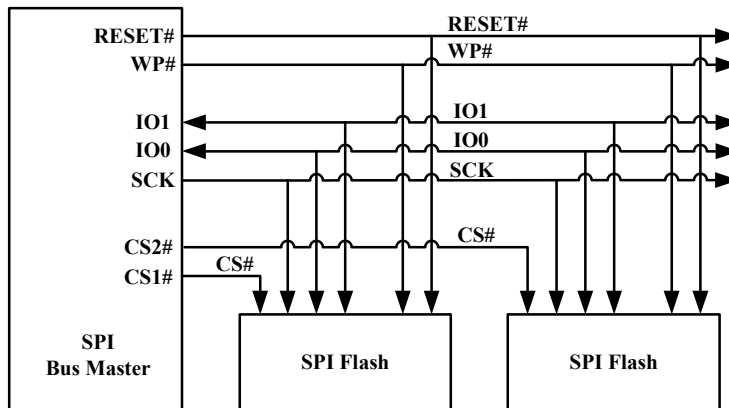 RESET#
WP#
IO1
IO0
SCK
CS2#
CS1#
SPI
Bus Master
RESET#
WP#
IO1
IO0
SCK
CS#
CS#
SPI Flash
SPI Flash